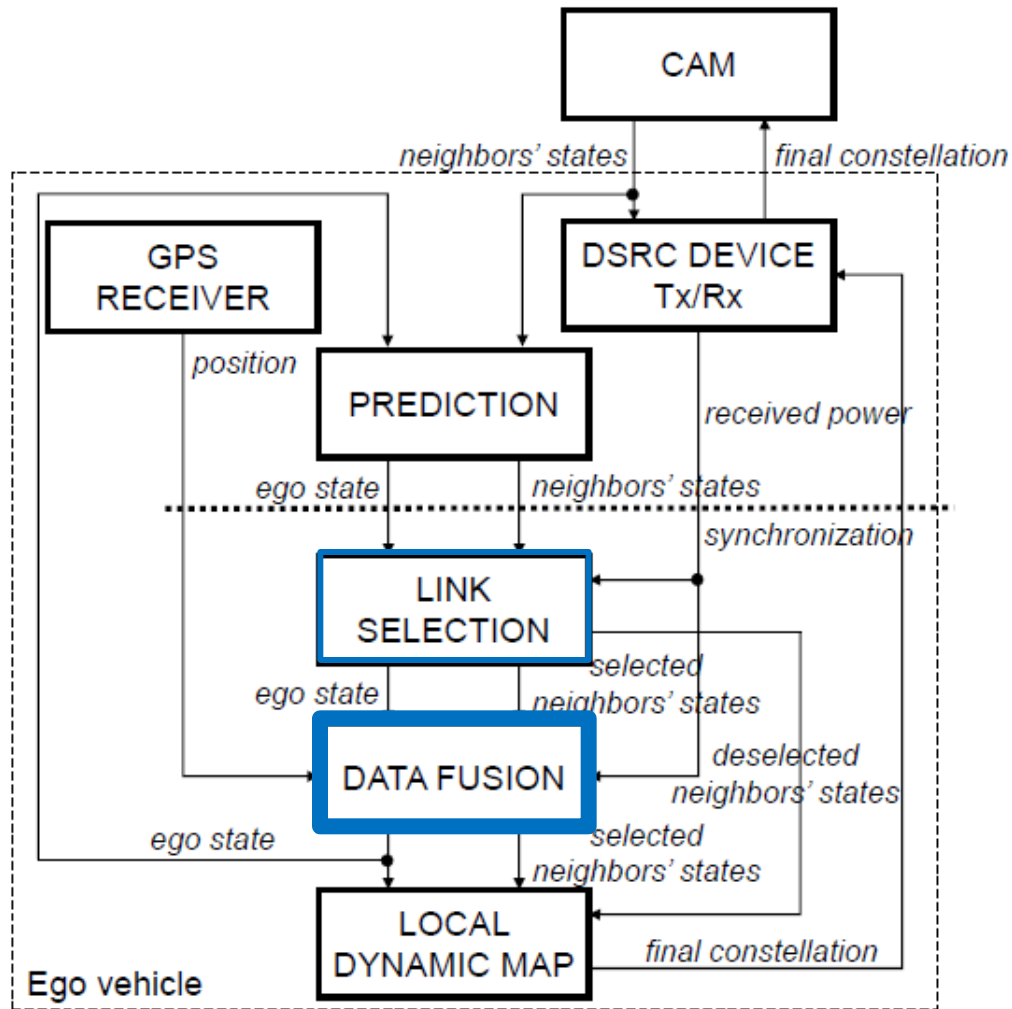 CAM
neighbors' states
final constellation
GPS
RECEIVER
DSRC DEVICE
Tx/Rx
position
PREDICTION
received power
ego state
neighbors' states
synchronization
LINK
SELECTION
ego state
selected
neighbors' states
DATA FUSION
deselected
neighbors' states
ego state
selected
neighbors' states
LOCAL
DYNAMIC MAP
final constellation
Ego vehicle